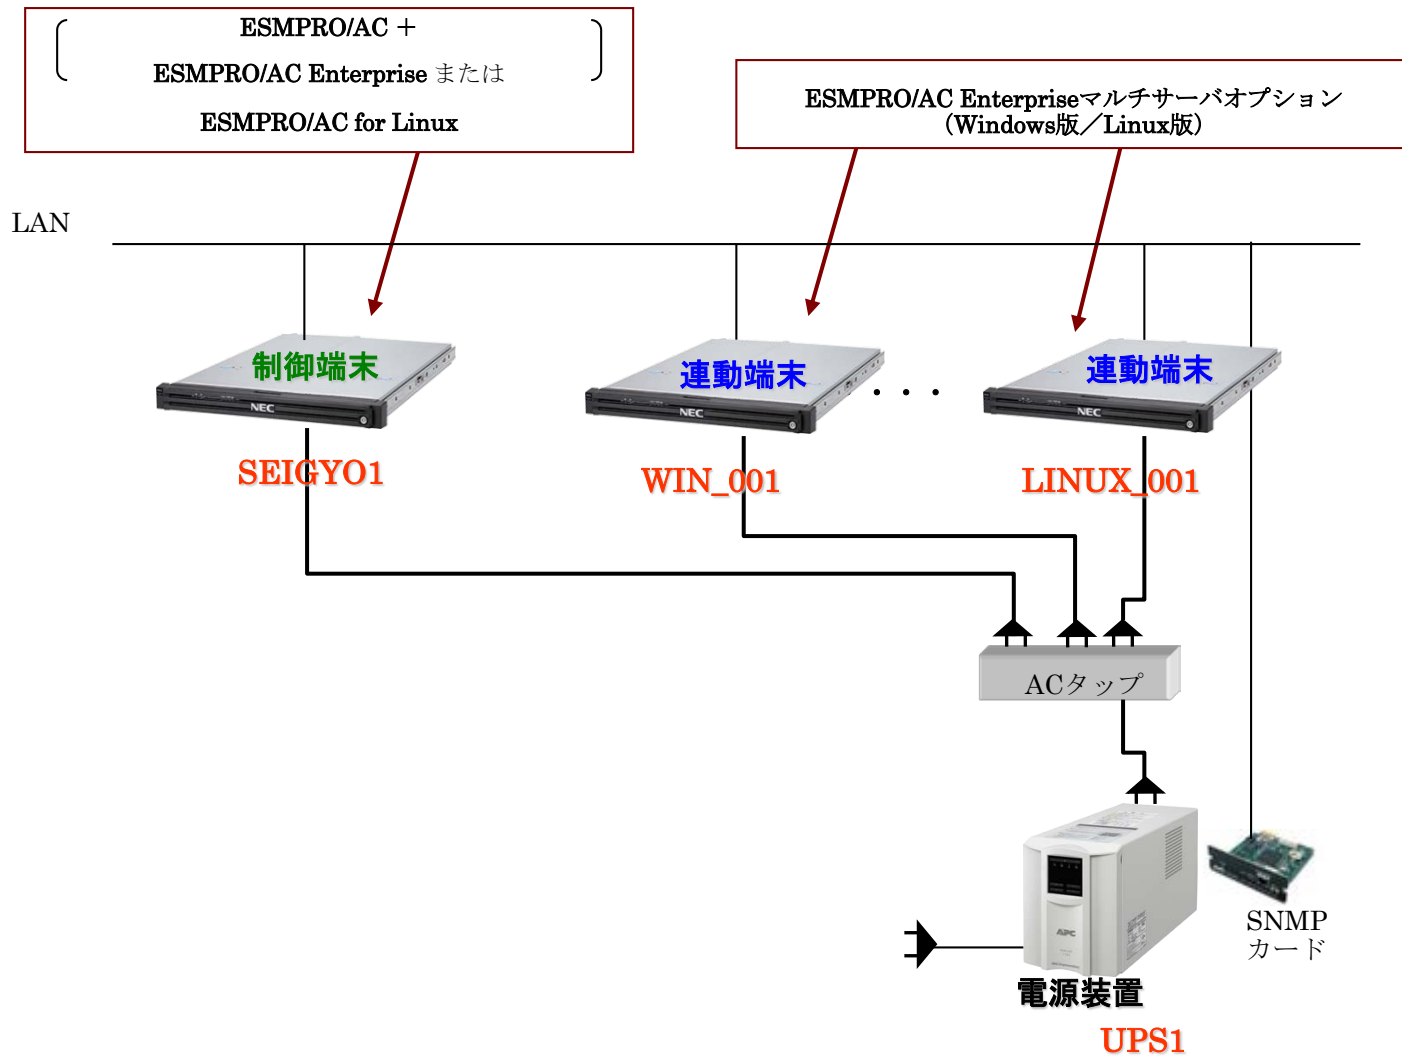 ESMPRO/AC ＋
ESMPRO/AC Enterprise または
ESMPRO/AC for Linux
ESMPRO/AC Enterpriseマルチサーバオプション
（Windows版／Linux版）
LAN
制御端末
NEC
連動端末
NEC
・・・
連動端末
NEC
SEIGYO1
WIN_001
LINUX_001
ACタップ
APC
SNMP
カード
電源装置
UPS1